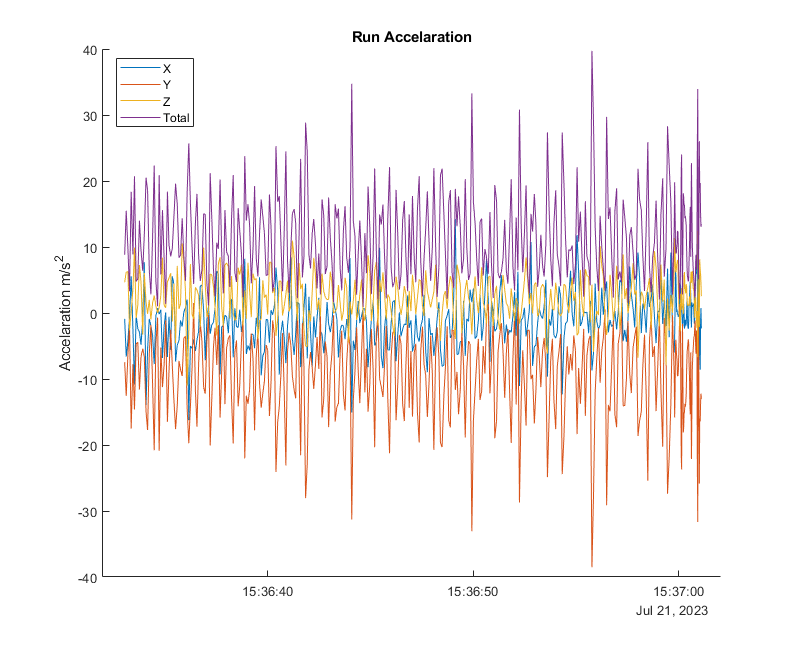 Run Accelaration
X
Y
Z
Total
Accelaration m/s²
40
30
20
10
0
-10
-20
-30
-40
15:36:40 15:36:50 15:37:00
Jul 21, 2023